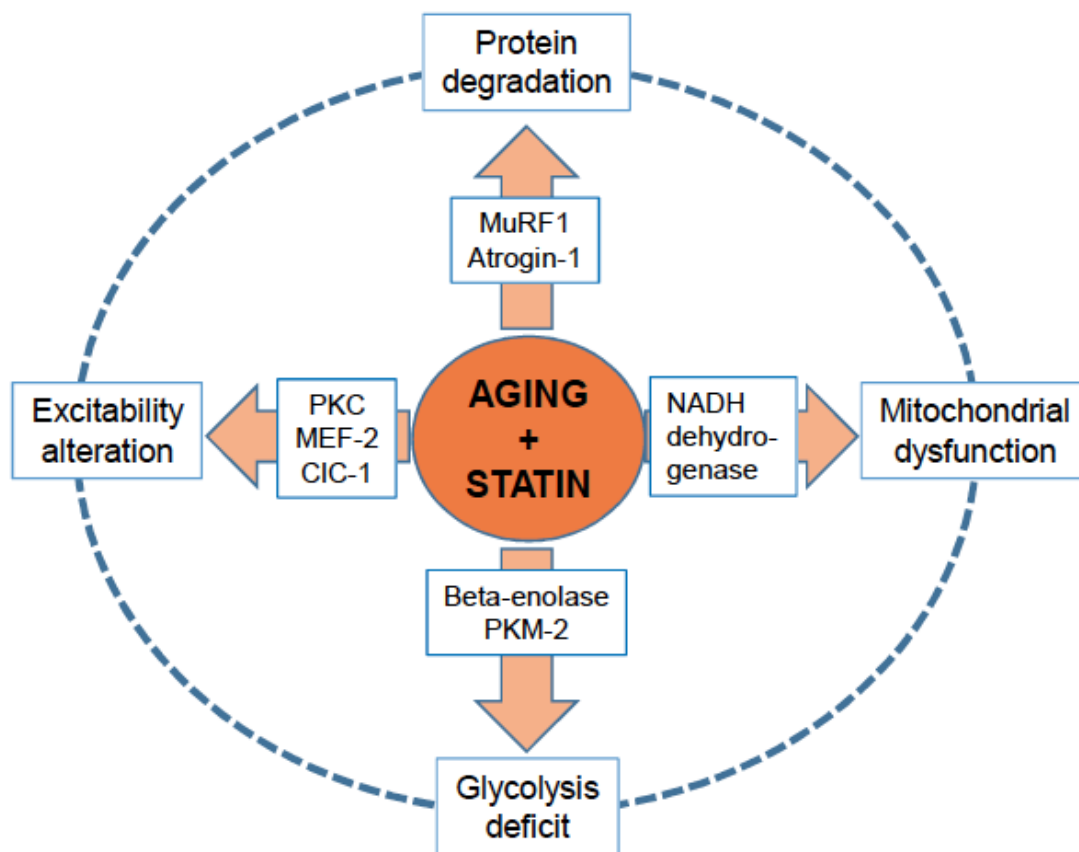 Protein
degradation
MuRF1
Atrogin-1
Excitability
alteration
PKC
MEF-2
ClC-1
AGING
+
STATIN
NADH
dehydro-
genase
Mitochondrial
dysfunction
Beta-enolase
PKM-2
Glycolysis
deficit